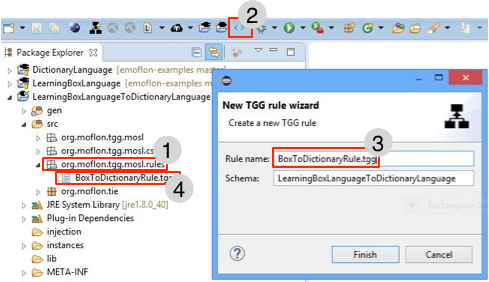 2
Package Explorer
DictionaryLanguage [emoflon-examples master]
LearningBoxLanguage [emoflon-examples m
LearningBoxLanguageToDictionaryLanguage
gen
src
org.moflon.tgg.mosl
org.moflon.tgg.mosl.cs
1
org.moflon.tgg.mosl.rules
BoxToDictionaryRule.tgg
4
org.moflon.tie
JRE System Library [jre1.8.0_40]
Plug-in Dependencies
injection
instances
lib
META-INF
New TGG rule wizard
Create a new TGG rule
3
Rule name: BoxToDictionaryRule.tgg
Schema: LearningBoxLanguageToDictionaryLanguage
Finish Cancel